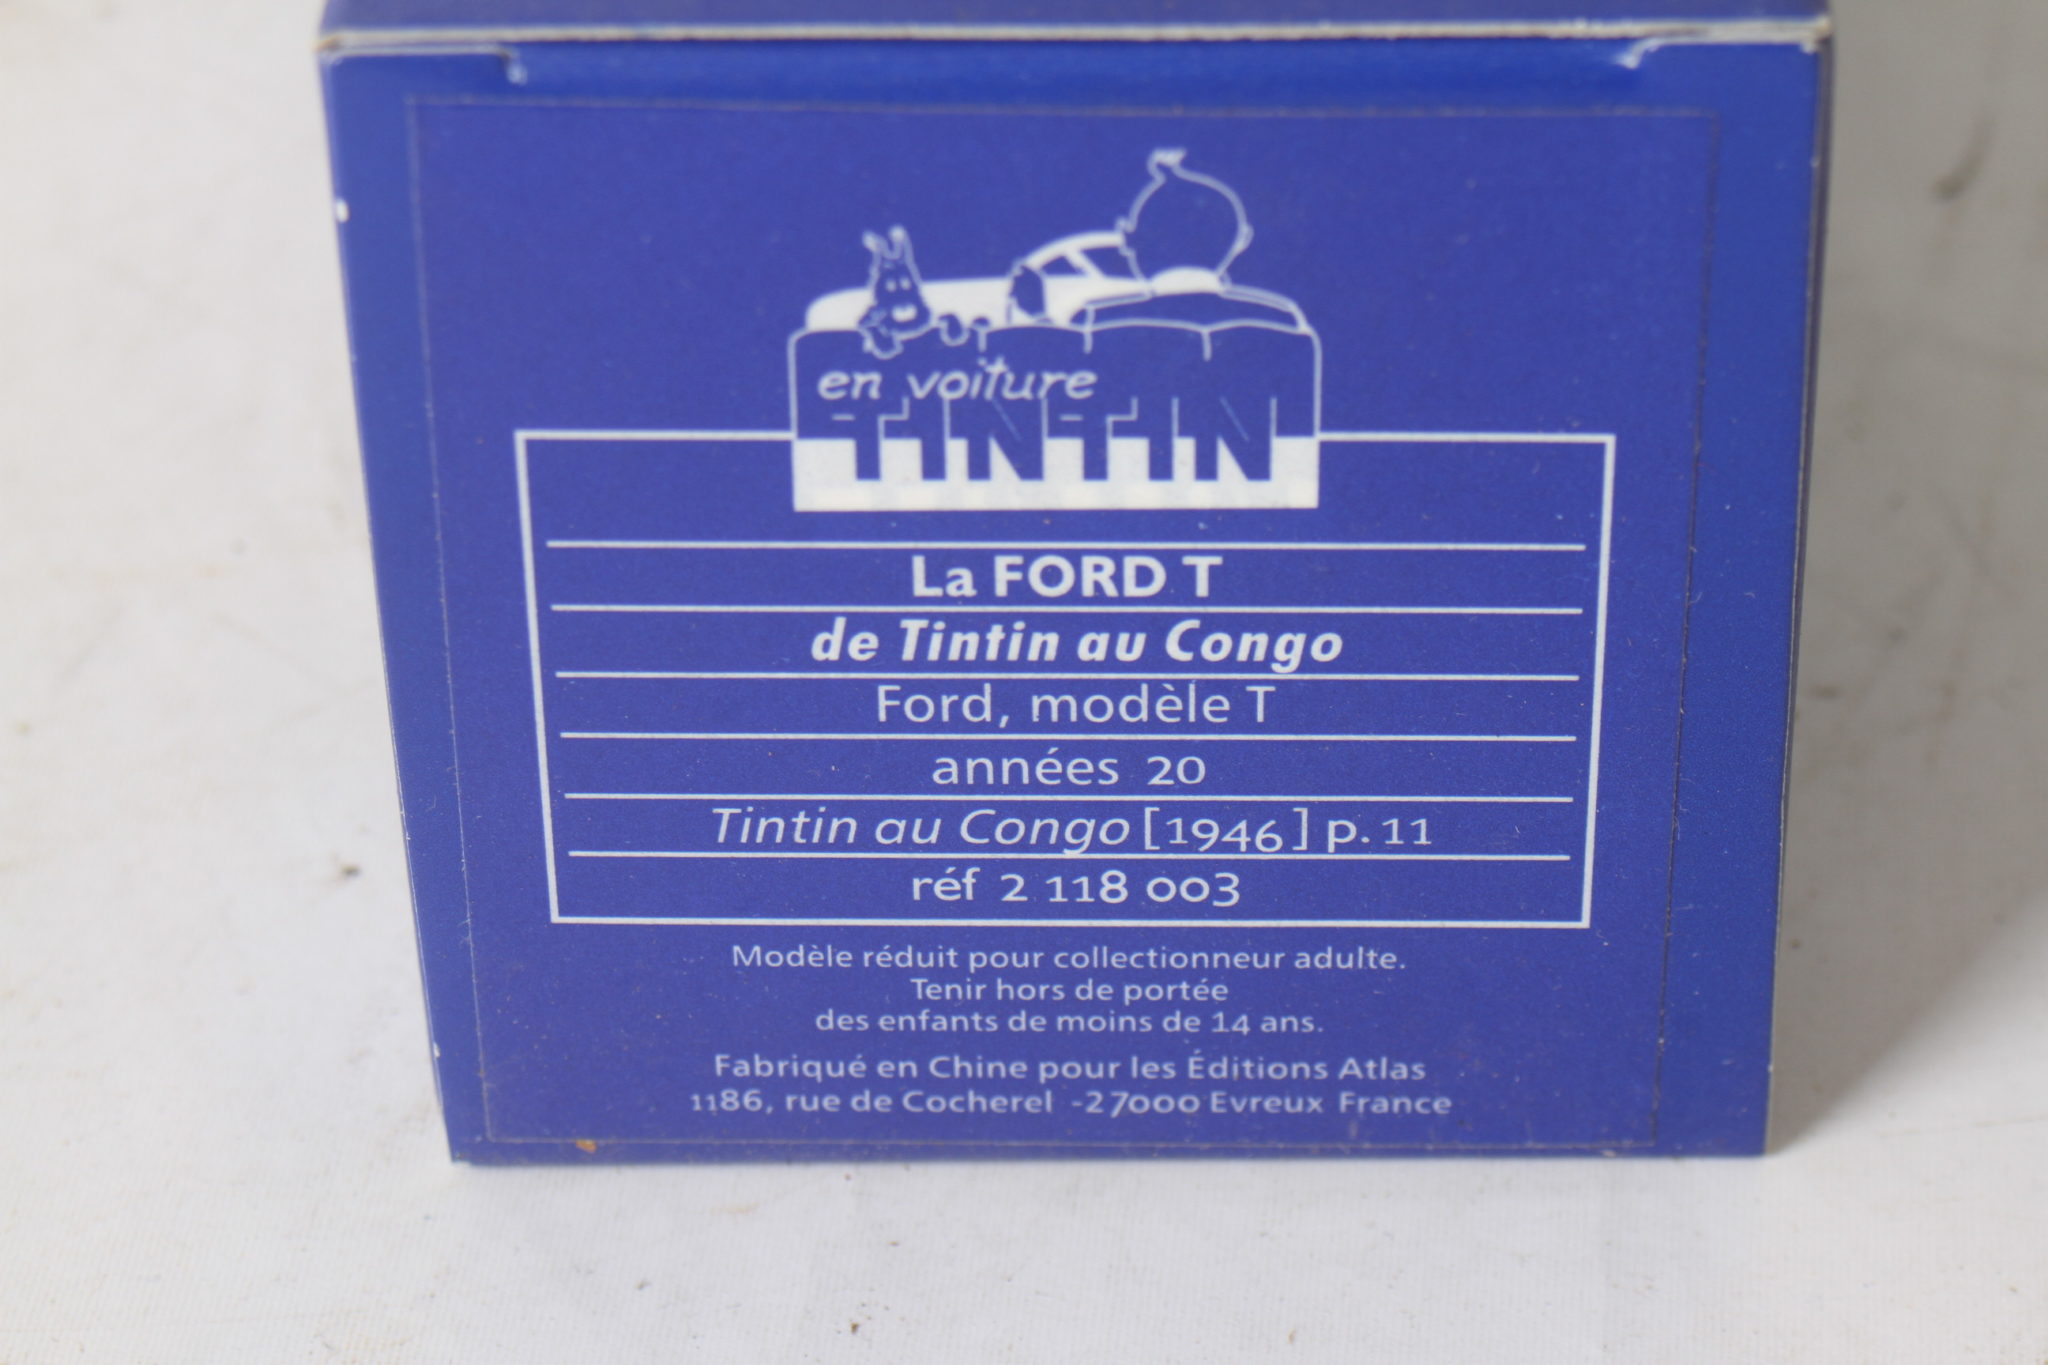 en voiture
TINTIN
La FORD T
de Tintin au Congo
Ford, modèle T
années 20
Tintin au Congo [1946] p. 11
réf 2 118 003
Modèle réduit pour collectionneur adulte.
Tenir hors de portée
des enfants de moins de 14 ans.
Fabriqué en Chine pour les Éditions Atlas
1186, rue de Cocherel -27000 Evreux France